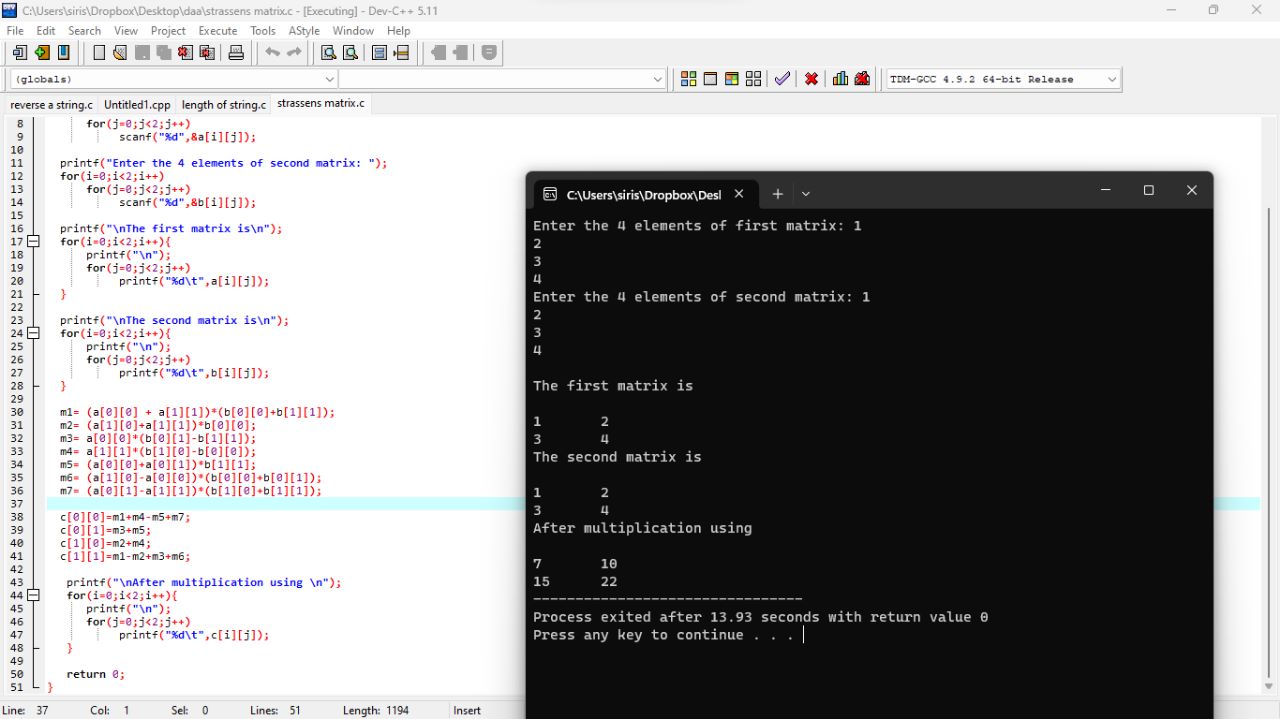 C:\Users\siris\Dropbox\Desktop\daa\strassens matrix.c - [Executing] - Dev-C++ 5.11
File Edit Search View Project Execute Tools AStyle Window Help
(globals)
TDM-GCC 4.9.2 64-bit Release
reverse a string.c Untitled1.cpp length of string.c strassens matrix.c
8 for(j=0;j<2;j++)
9 scanf("%d",&a[i][j]);
10
11 printf("Enter the 4 elements of second matrix: ");
12 for(i=0;i<2;i++)
13 for(j=0;j<2;j++)
14 scanf("%d",&b[i][j]);
15
16 printf("\nThe first matrix is\n");
17 for(i=0;i<2;i++){
18 printf("\n");
19 for(j=0;j<2;j++)
20 printf("%d\t",a[i][j]);
21 }
22
23 printf("\nThe second matrix is\n");
24 for(i=0;i<2;i++){
25 printf("\n");
26 for(j=0;j<2;j++)
27 printf("%d\t",b[i][j]);
28 }
29
30 m1= (a[0][0] + a[1][1])*(b[0][0]+b[1][1]);
31 m2= (a[1][0]+a[1][1])*b[0][0];
32 m3= a[0][0]*(b[0][1]-b[1][1]);
33 m4= a[1][1]*(b[1][0]-b[0][0]);
34 m5= (a[0][0]+a[0][1])*b[1][1];
35 m6= (a[1][0]-a[0][0])*(b[0][0]+b[0][1]);
36 m7= (a[0][1]-a[1][1])*(b[1][0]+b[1][1]);
37
38 c[0][0]=m1+m4-m5+m7;
39 c[0][1]=m3+m5;
40 c[1][0]=m2+m4;
41 c[1][1]=m1-m2+m3+m6;
42
43 printf("\nAfter multiplication using \n");
44 for(i=0;i<2;i++){
45 printf("\n");
46 for(j=0;j<2;j++)
47 printf("%d\t",c[i][j]);
48 }
49
50 return 0;
51 }
C:\Users\siris\Dropbox\Des
Enter the 4 elements of first matrix: 1
2
3
4
Enter the 4 elements of second matrix: 1
2
3
4
The first matrix is
1 2
3 4
The second matrix is
1 2
3 4
After multiplication using
7 10
15 22
--------------------------------
Process exited after 13.93 seconds with return value 0
Press any key to continue . . .
Line: 37 Col: 1 Sel: 0 Lines: 51 Length: 1194 Insert